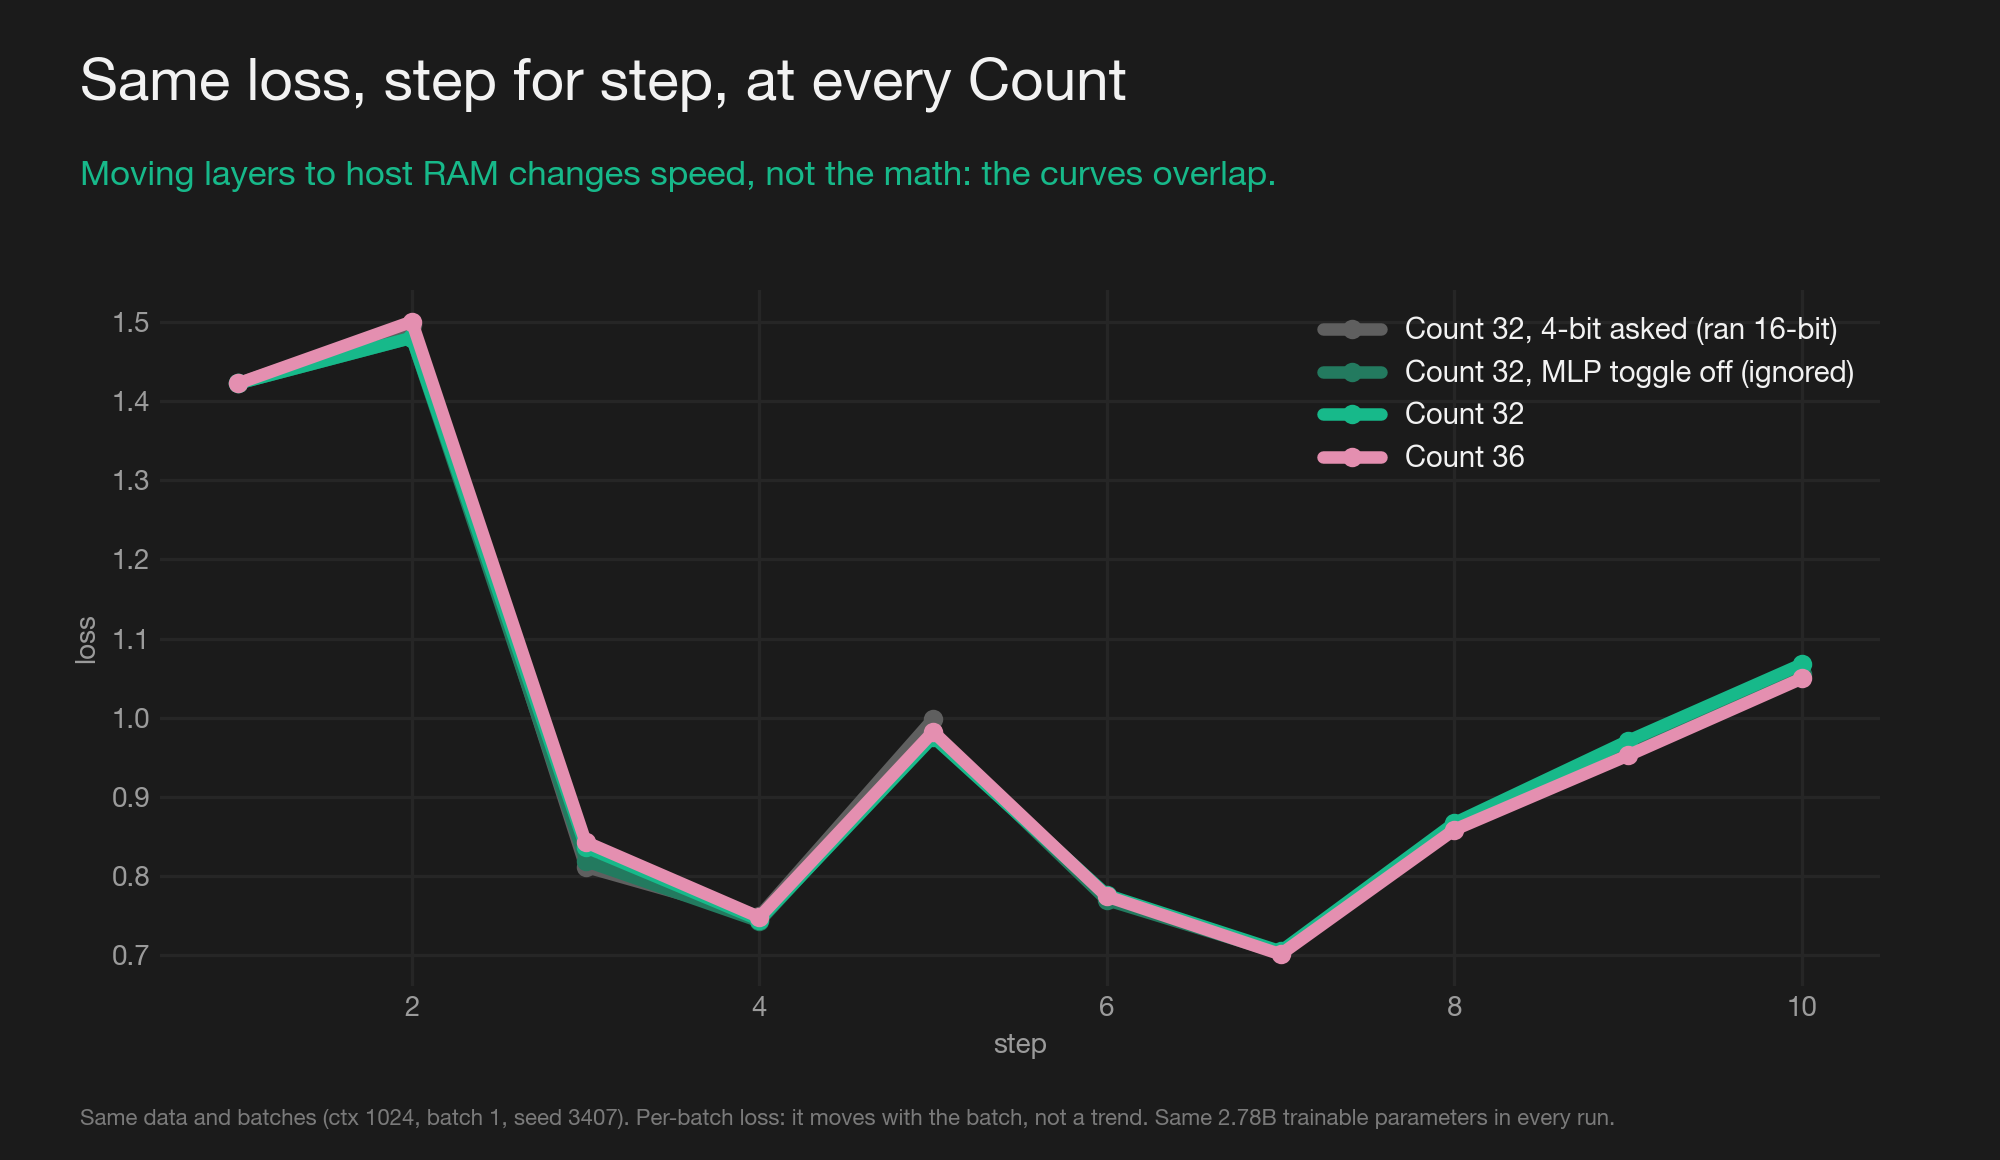 Same loss, step for step, at every Count
Moving layers to host RAM changes speed, not the math: the curves overlap.
Count 32, 4-bit asked (ran 16-bit)
Count 32, MLP toggle off (ignored)
Count 32
Count 36
1.5
1.4
1.3
1.2
1.1
1.0
0.9
0.8
0.7
loss
2 4 6 8 10
step
Same data and batches (ctx 1024, batch 1, seed 3407). Per-batch loss: it moves with the batch, not a trend. Same 2.78B trainable parameters in every run.